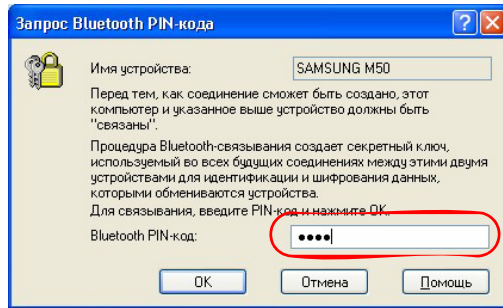 Запрос Bluetooth PIN-кода
Имя устройства: SAMSUNG M50
Перед тем, как соединение сможет быть создано, этот
компьютер и указанное выше устройство должны быть
"связаны".
Процедура Bluetooth-связывания создает секретный ключ,
используемый во всех будущих соединениях между этими двумя
устройствами для идентификации и шифрования данных,
которыми обмениваются устройства.
Для связывания, введите PIN-код и нажмите OK.
Bluetooth PIN-код: ••••
OK Отмена Помощь